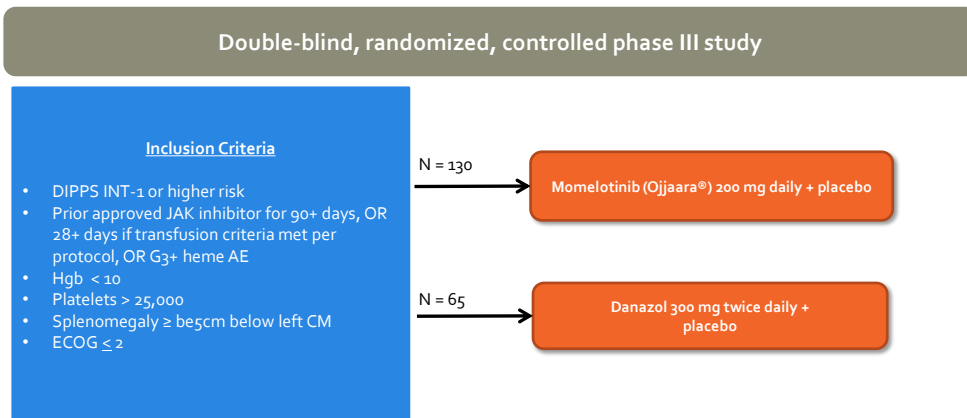 Double-blind, randomized, controlled phase III study
Inclusion Criteria
• DIPPS INT-1 or higher risk
• Prior approved JAK inhibitor for 90+ days, OR
28+ days if transfusion criteria met per
protocol, OR G3+ heme AE
• Hgb < 10
• Platelets > 25,000
• Splenomegaly ≥ be5cm below left CM
• ECOG ≤ 2
N = 130
Momelotinib (Ojjaara®) 200 mg daily + placebo
N = 65
Danazol 300 mg twice daily +
placebo